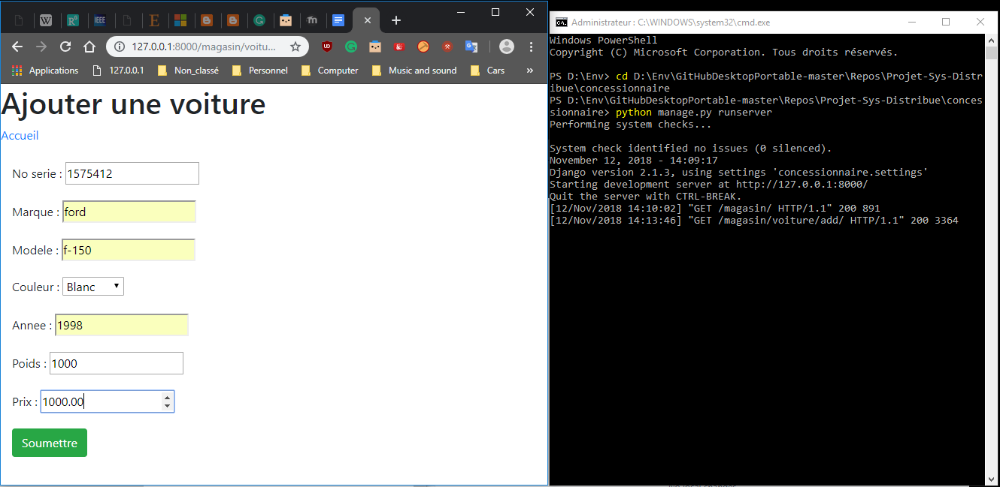 W
R⁶
IEEE
E
G
tn
127.0.0.1:8000/magasin/voitu...
Applications
127.0.0.1
Non_classé
Personnel
Computer
Music and sound
Cars
»
Ajouter une voiture
Accueil
No serie : 1575412
Marque : ford
Modele : f-150
Couleur : Blanc
Annee : 1998
Poids : 1000
Prix : 1000.00
Soumettre
Administrateur : C:\WINDOWS\system32\cmd.exe
Windows PowerShell
Copyright (C) Microsoft Corporation. Tous droits réservés.
PS D:\Env> cd D:\Env\GitHubDesktopPortable-master\Repos\Projet-Sys-Distr
ibue\concessionnaire
PS D:\Env\GitHubDesktopPortable-master\Repos\Projet-Sys-Distribue\conces
sionnaire> python manage.py runserver
Performing system checks...
System check identified no issues (0 silenced).
November 12, 2018 - 14:09:17
Django version 2.1.3, using settings 'concessionnaire.settings'
Starting development server at http://127.0.0.1:8000/
Quit the server with CTRL-BREAK.
[12/Nov/2018 14:10:02] "GET /magasin/ HTTP/1.1" 200 891
[12/Nov/2018 14:13:46] "GET /magasin/voiture/add/ HTTP/1.1" 200 3364